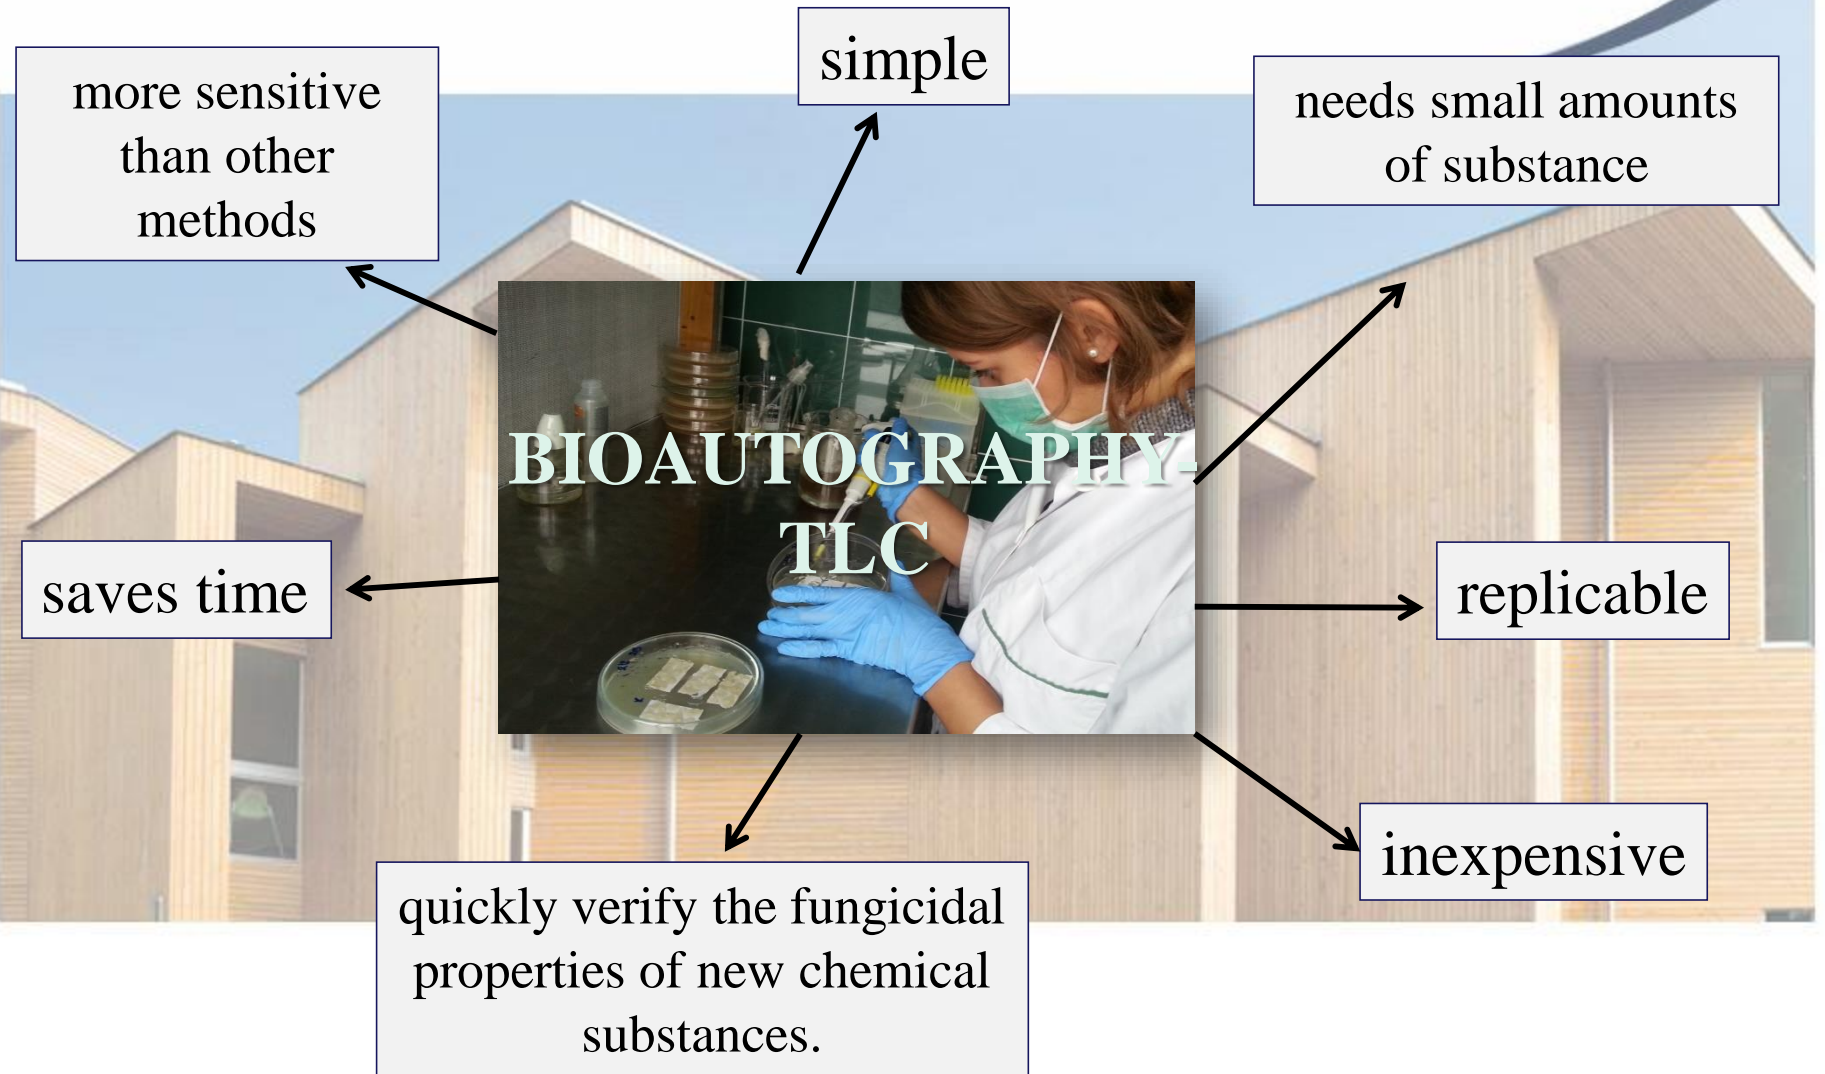 simple
more sensitive
than other
methods
needs small amounts
of substance
BIOAUTOGRAPHY-
TLC
saves time
replicable
inexpensive
quickly verify the fungicidal
properties of new chemical
substances.